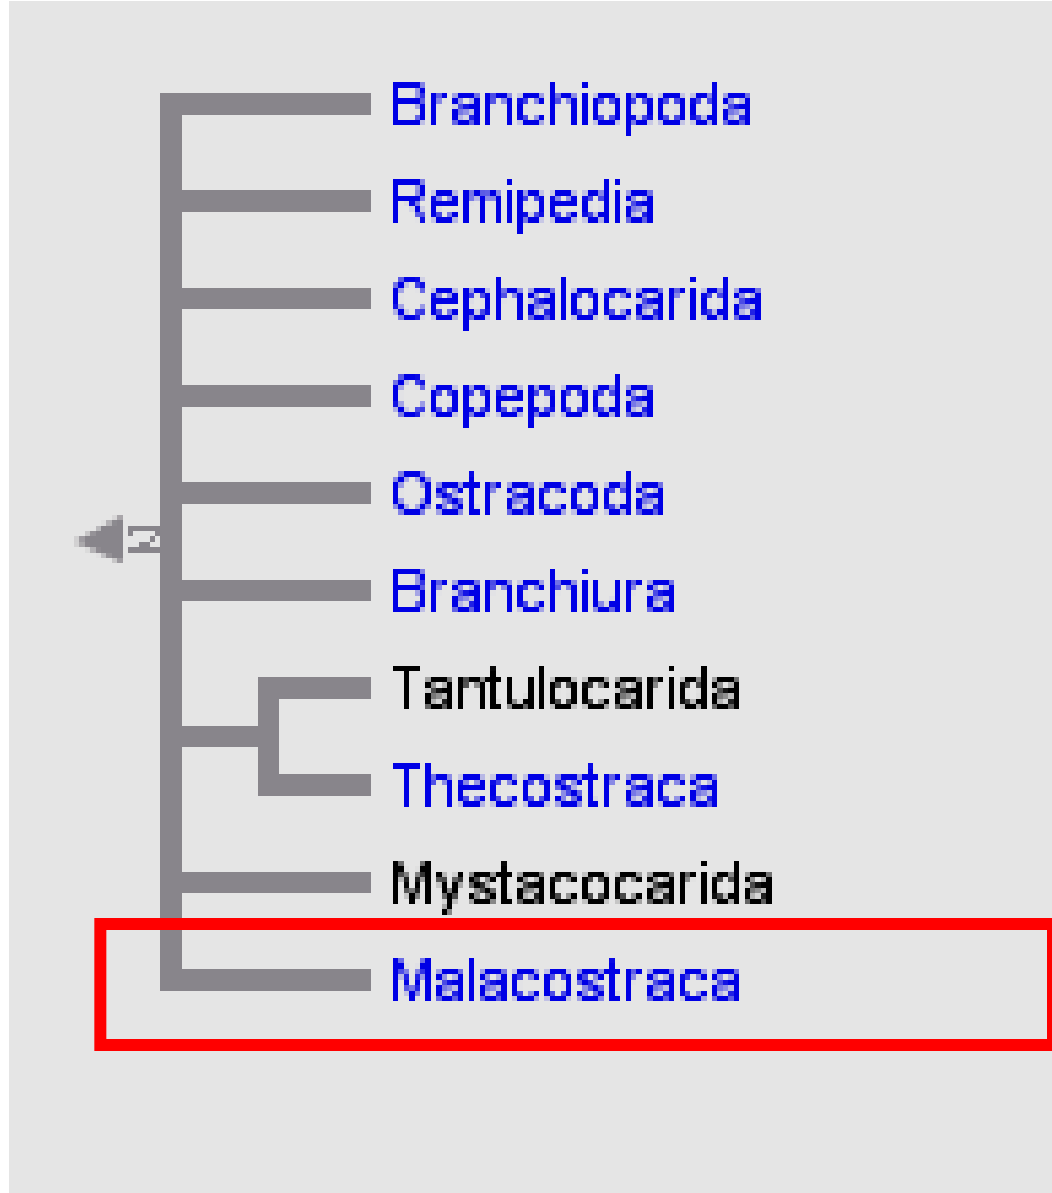 Branchiopoda
Remipedia
Cephalocarida
Copepoda
Ostracoda
Branchiura
Tantulocarida
Thecostraca
Mystacocarida
Malacostraca